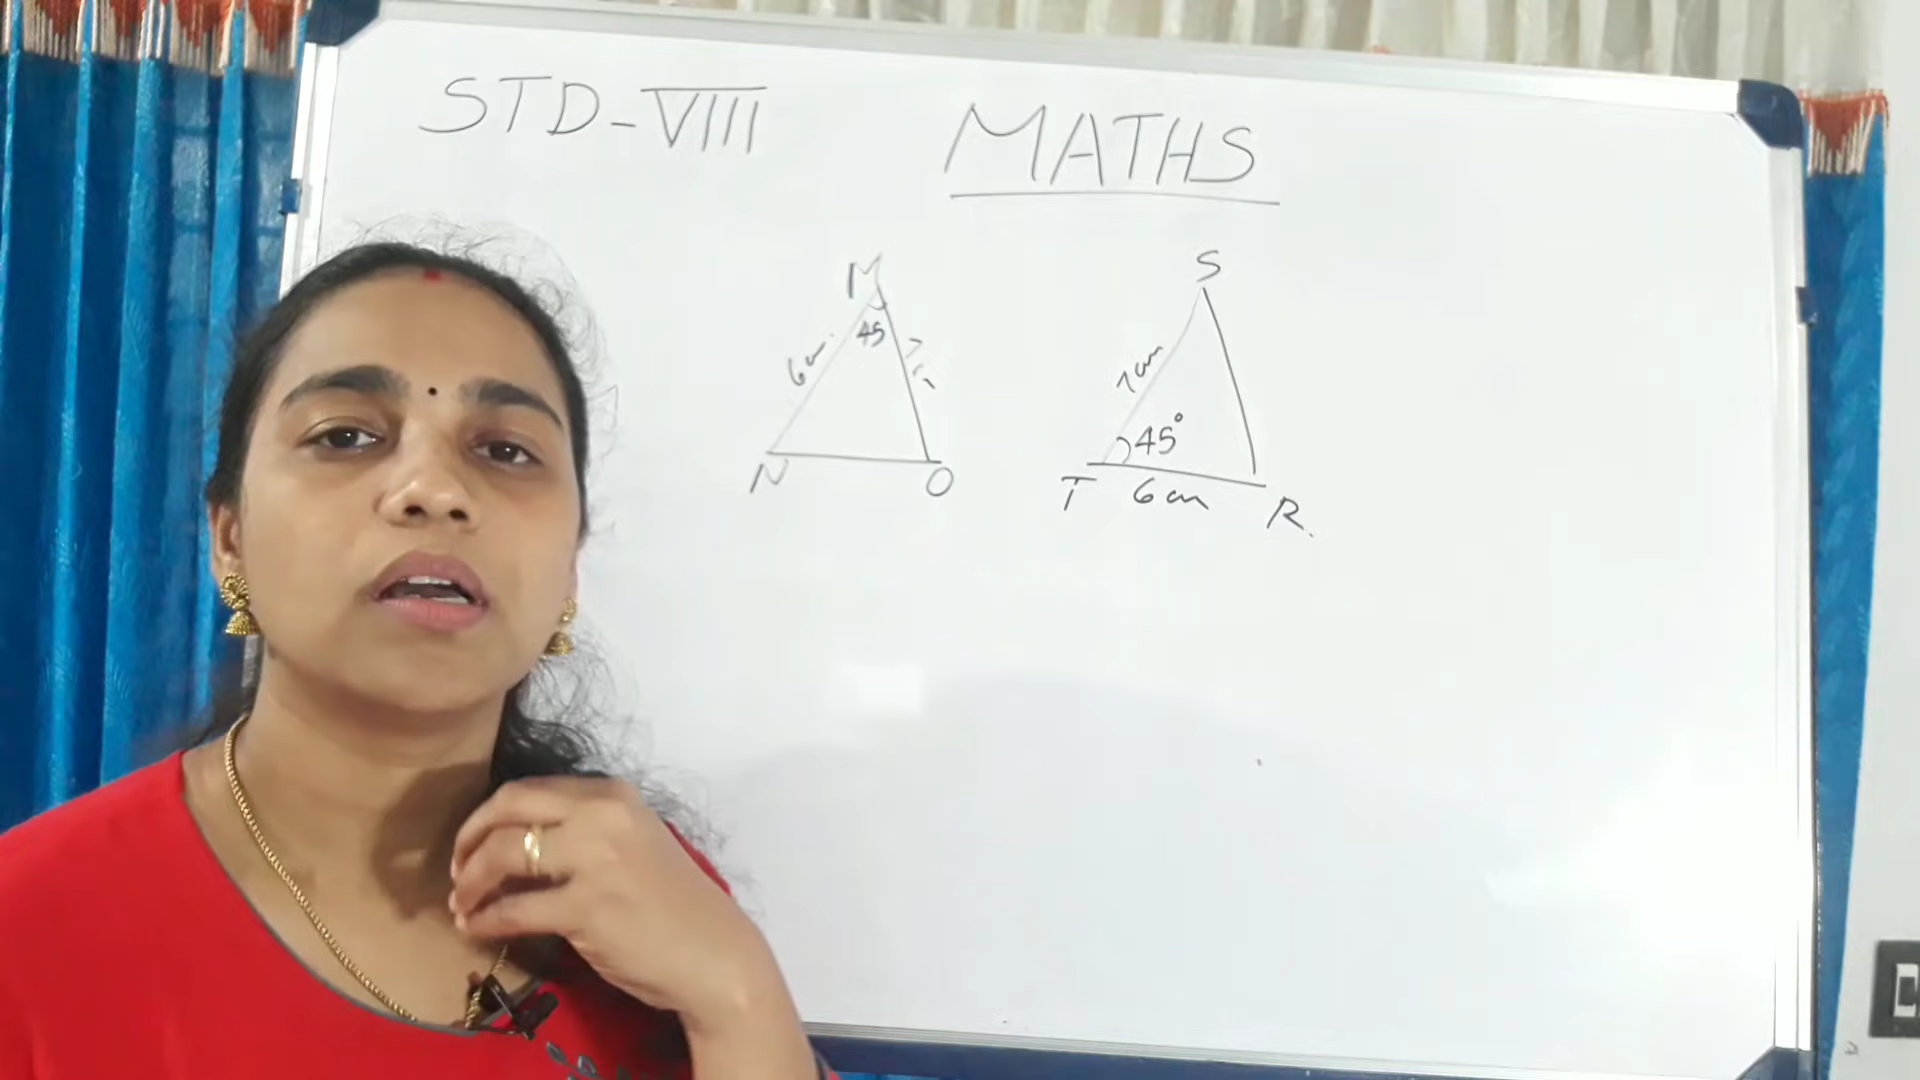 STD-VIII MATHS
M S
45
6cm 7cm
7cm
45°
N O T 6cm R